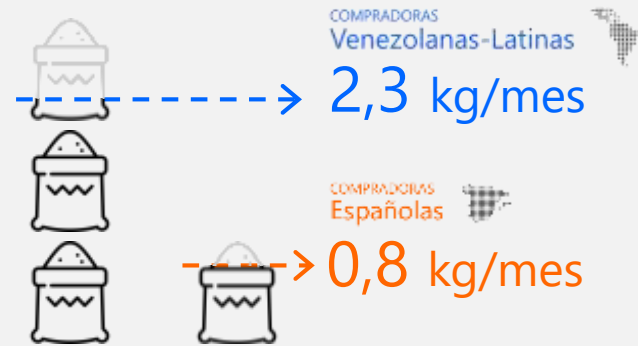 COMPRADORAS
Venezolanas-Latinas
2,3 kg/mes
COMPRADORAS
Españolas
0,8 kg/mes